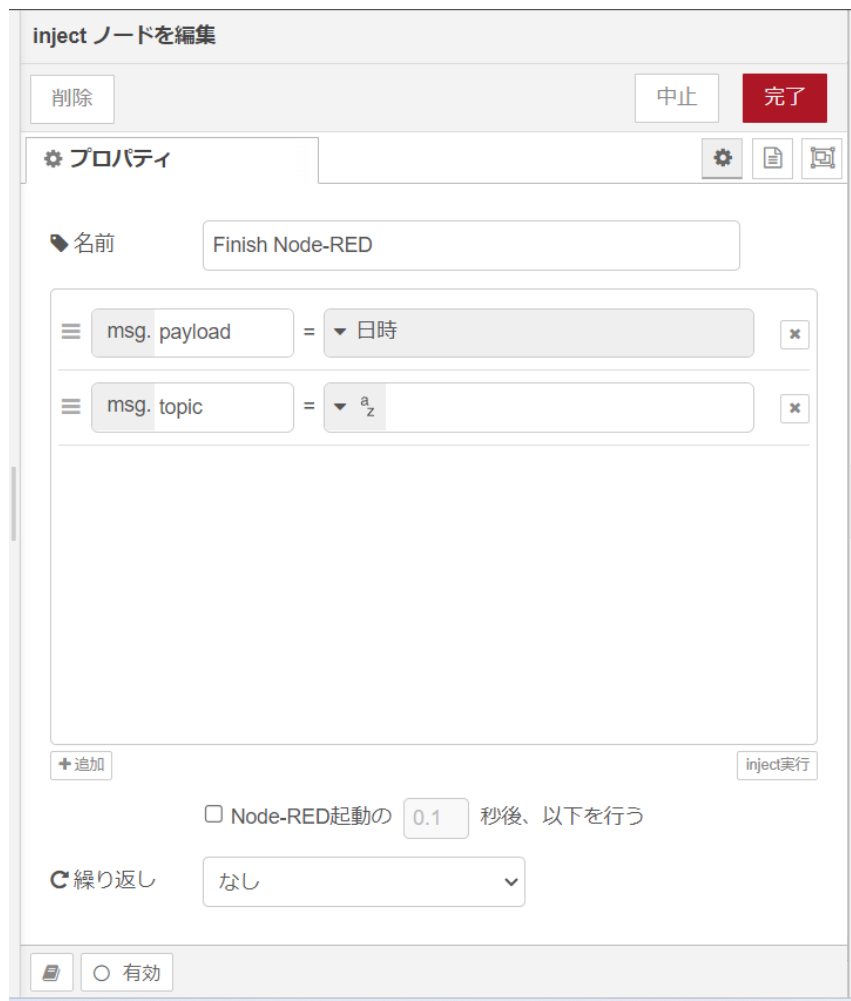 inject ノードを編集
削除 中止 完了
プロパティ
名前 Finish Node-RED
msg. payload = 日時
msg. topic = a z
追加 inject実行
Node-RED起動の 0.1 秒後、以下を行う
繰り返し なし
有効